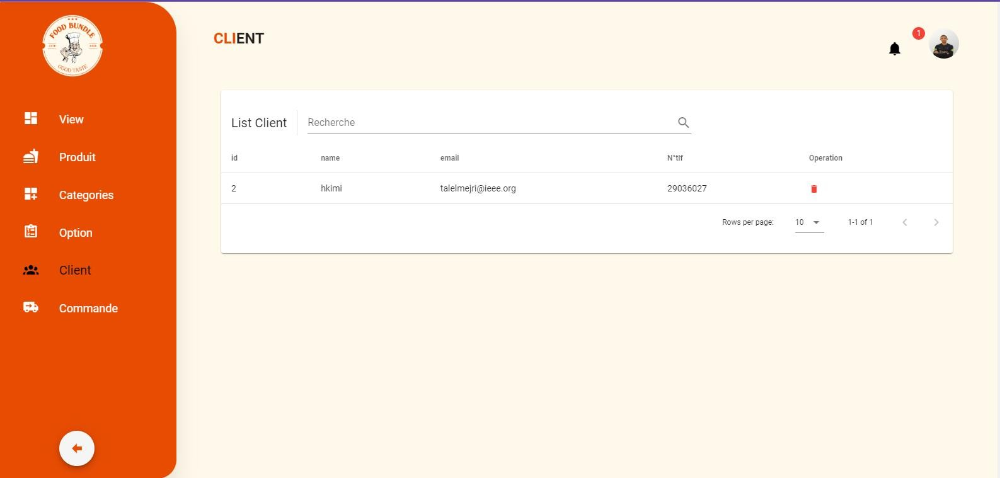 FOOD BUNDLE
GOOD TASTE
View
Produit
Categories
Option
Client
Commande
CLIENT
1
List Client
Recherche
id name email N°tlf Operation
2 hkimi talelmejri@ieee.org 29036027
Rows per page: 10 1-1 of 1